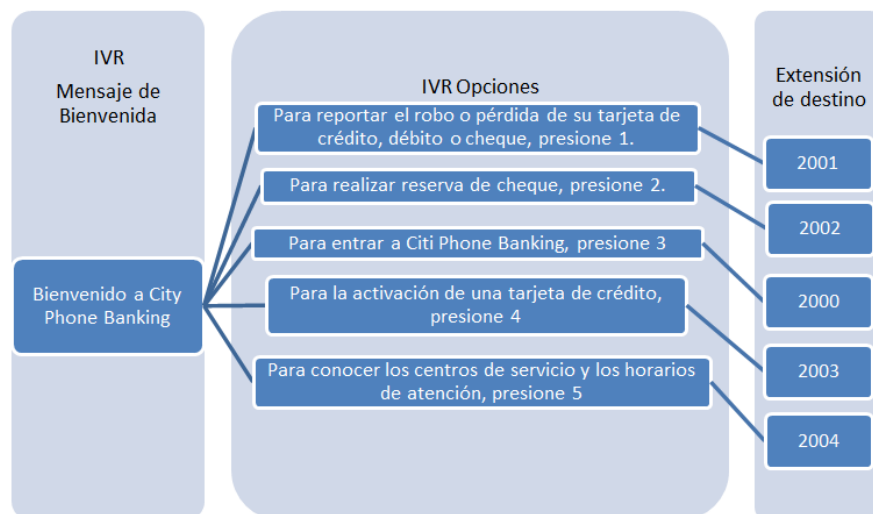 IVR
Mensaje de
Bienvenida
Bienvenido a City
Phone Banking
IVR Opciones
Para reportar el robo o pérdida de su tarjeta de
crédito, débito o cheque, presione 1.
Para realizar reserva de cheque, presione 2.
Para entrar a Citi Phone Banking, presione 3
Para la activación de una tarjeta de crédito,
presione 4
Para conocer los centros de servicio y los horarios
de atención, presione 5
Extensión
de destino
2001
2002
2000
2003
2004